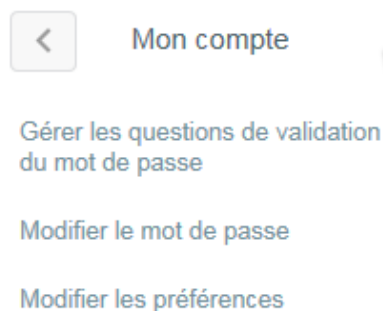 Mon compte
Gérer les questions de validation
du mot de passe
Modifier le mot de passe
Modifier les préférences